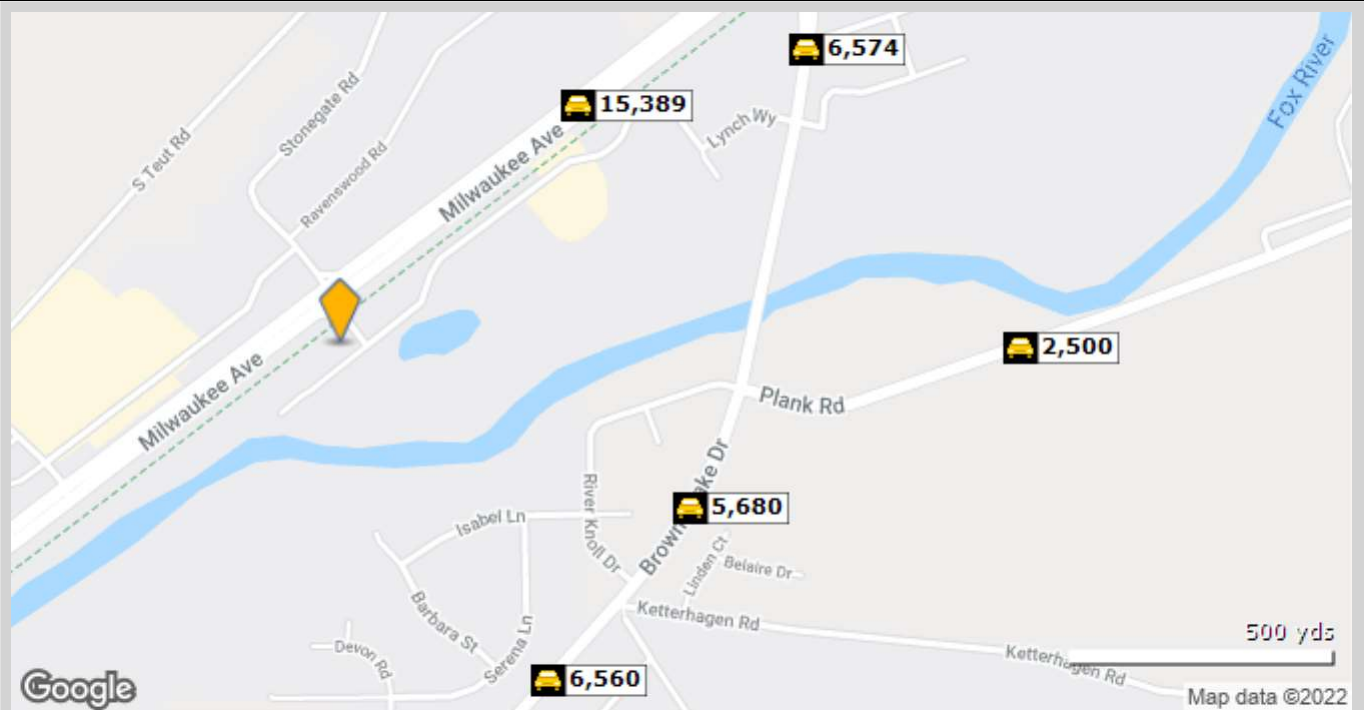 6,574
15,389
Fox River
Stonegate Rd
S Teut Rd
Milwaukee Ave
Lynch Wy
Ravenswood Rd
2,500
Milwaukee Ave
Plank Rd
River Knoll Dr
5,680
Isabel Ln
Linden Ct
Belaire Dr
Barbara St
Ketterhagen Rd
Serena Ln
500 yds
Devon Rd
Ketterhagen Rd
6,560
Google
Map data ©2022